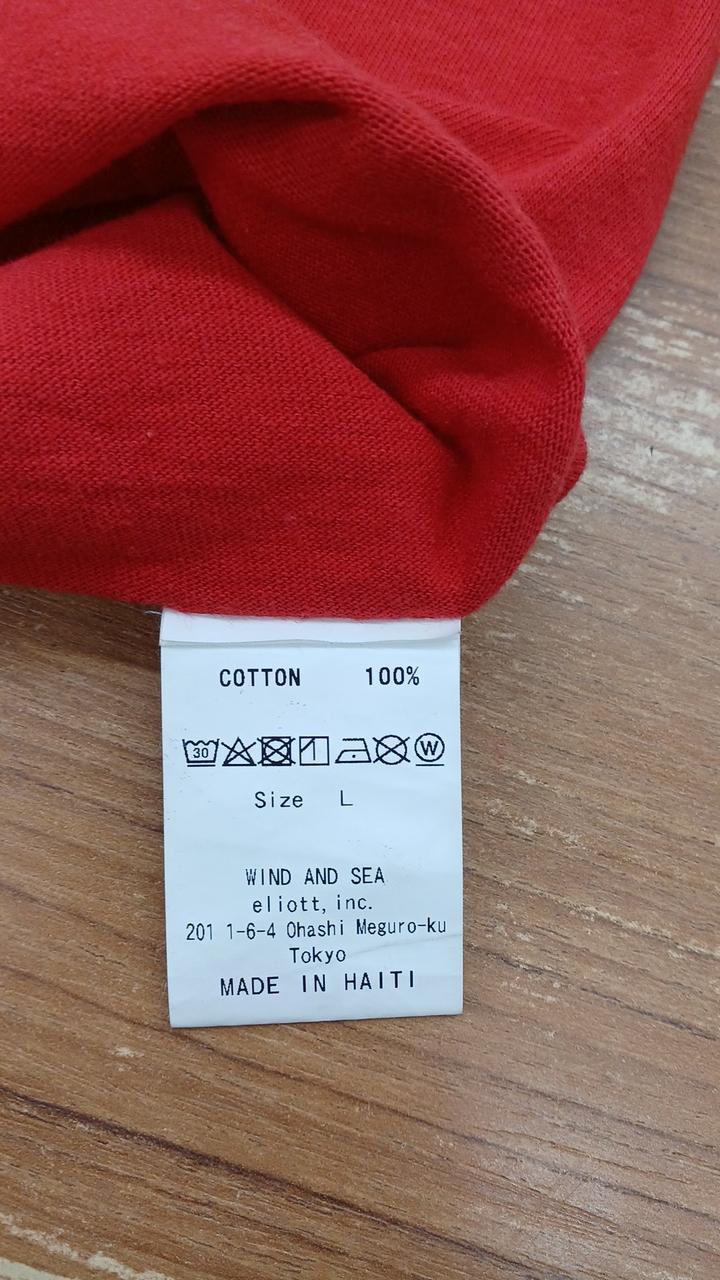 COTTON 100%
30
W
Size L
WIND AND SEA
eliott, inc.
201 1-6-4 Ohashi Meguro-ku
Tokyo
MADE IN HAITI